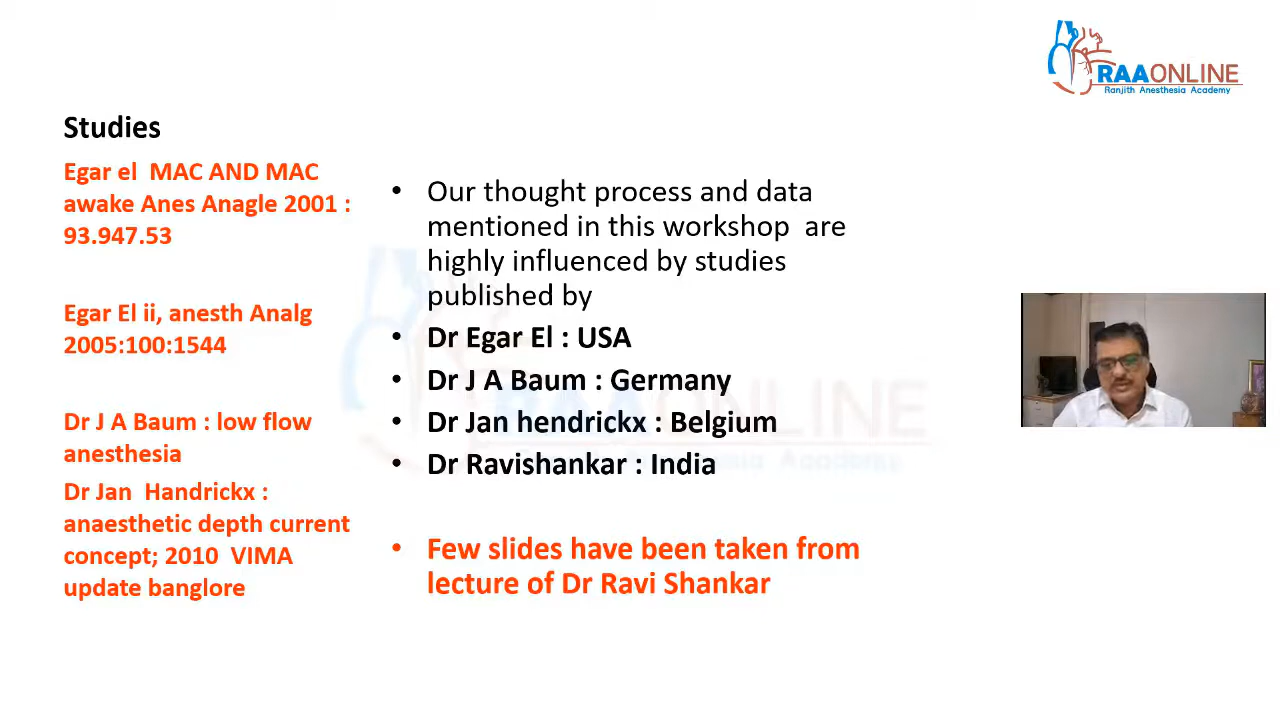 RAAONLINE
Ranjith Anesthesia Academy
Studies
Egar el MAC AND MAC
awake Anes Anagle 2001 :
93.947.53
Egar El ii, anesth Analg
2005:100:1544
Dr J A Baum : low flow
anesthesia
Dr Jan Handrickx :
anaesthetic depth current
concept; 2010 VIMA
update banglore
• Our thought process and data
mentioned in this workshop are
highly influenced by studies
published by
• Dr Egar El : USA
• Dr J A Baum : Germany
• Dr Jan hendrickx : Belgium
• Dr Ravishankar : India
• Few slides have been taken from
lecture of Dr Ravi Shankar
RAAONLINE
Ranjith Anesthesia Academy